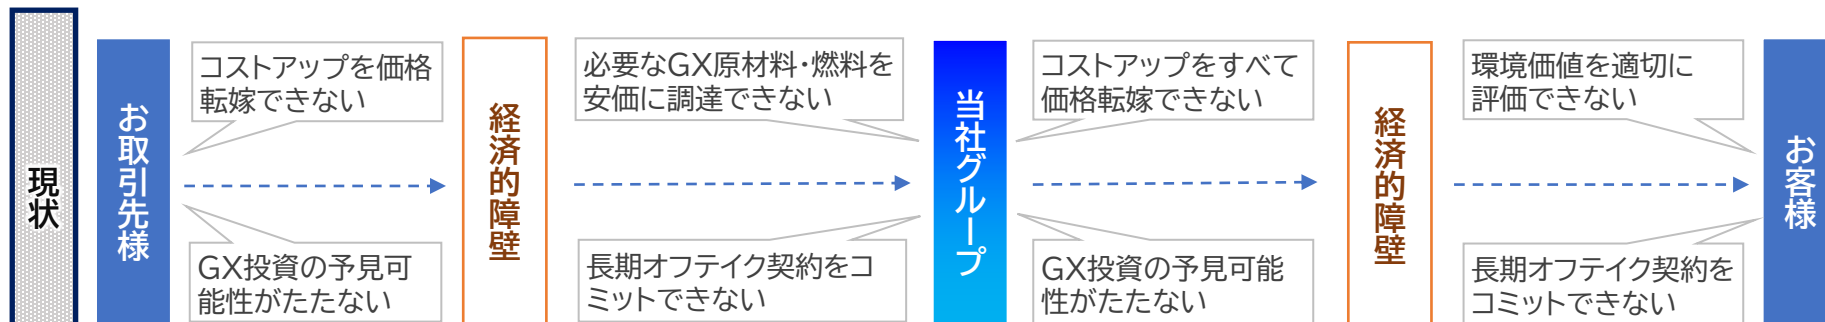 現状
お取引先様
コストアップを価格
転嫁できない
GX投資の予見可
能性がたたない
経済的障壁
必要なGX原材料・燃料を
安価に調達できない
長期オフテイク契約をコ
ミットできない
当社グループ
コストアップをすべて
価格転嫁できない
GX投資の予見可能
性がたたない
経済的障壁
環境価値を適切に
評価できない
長期オフテイク契約を
コミットできない
お客様